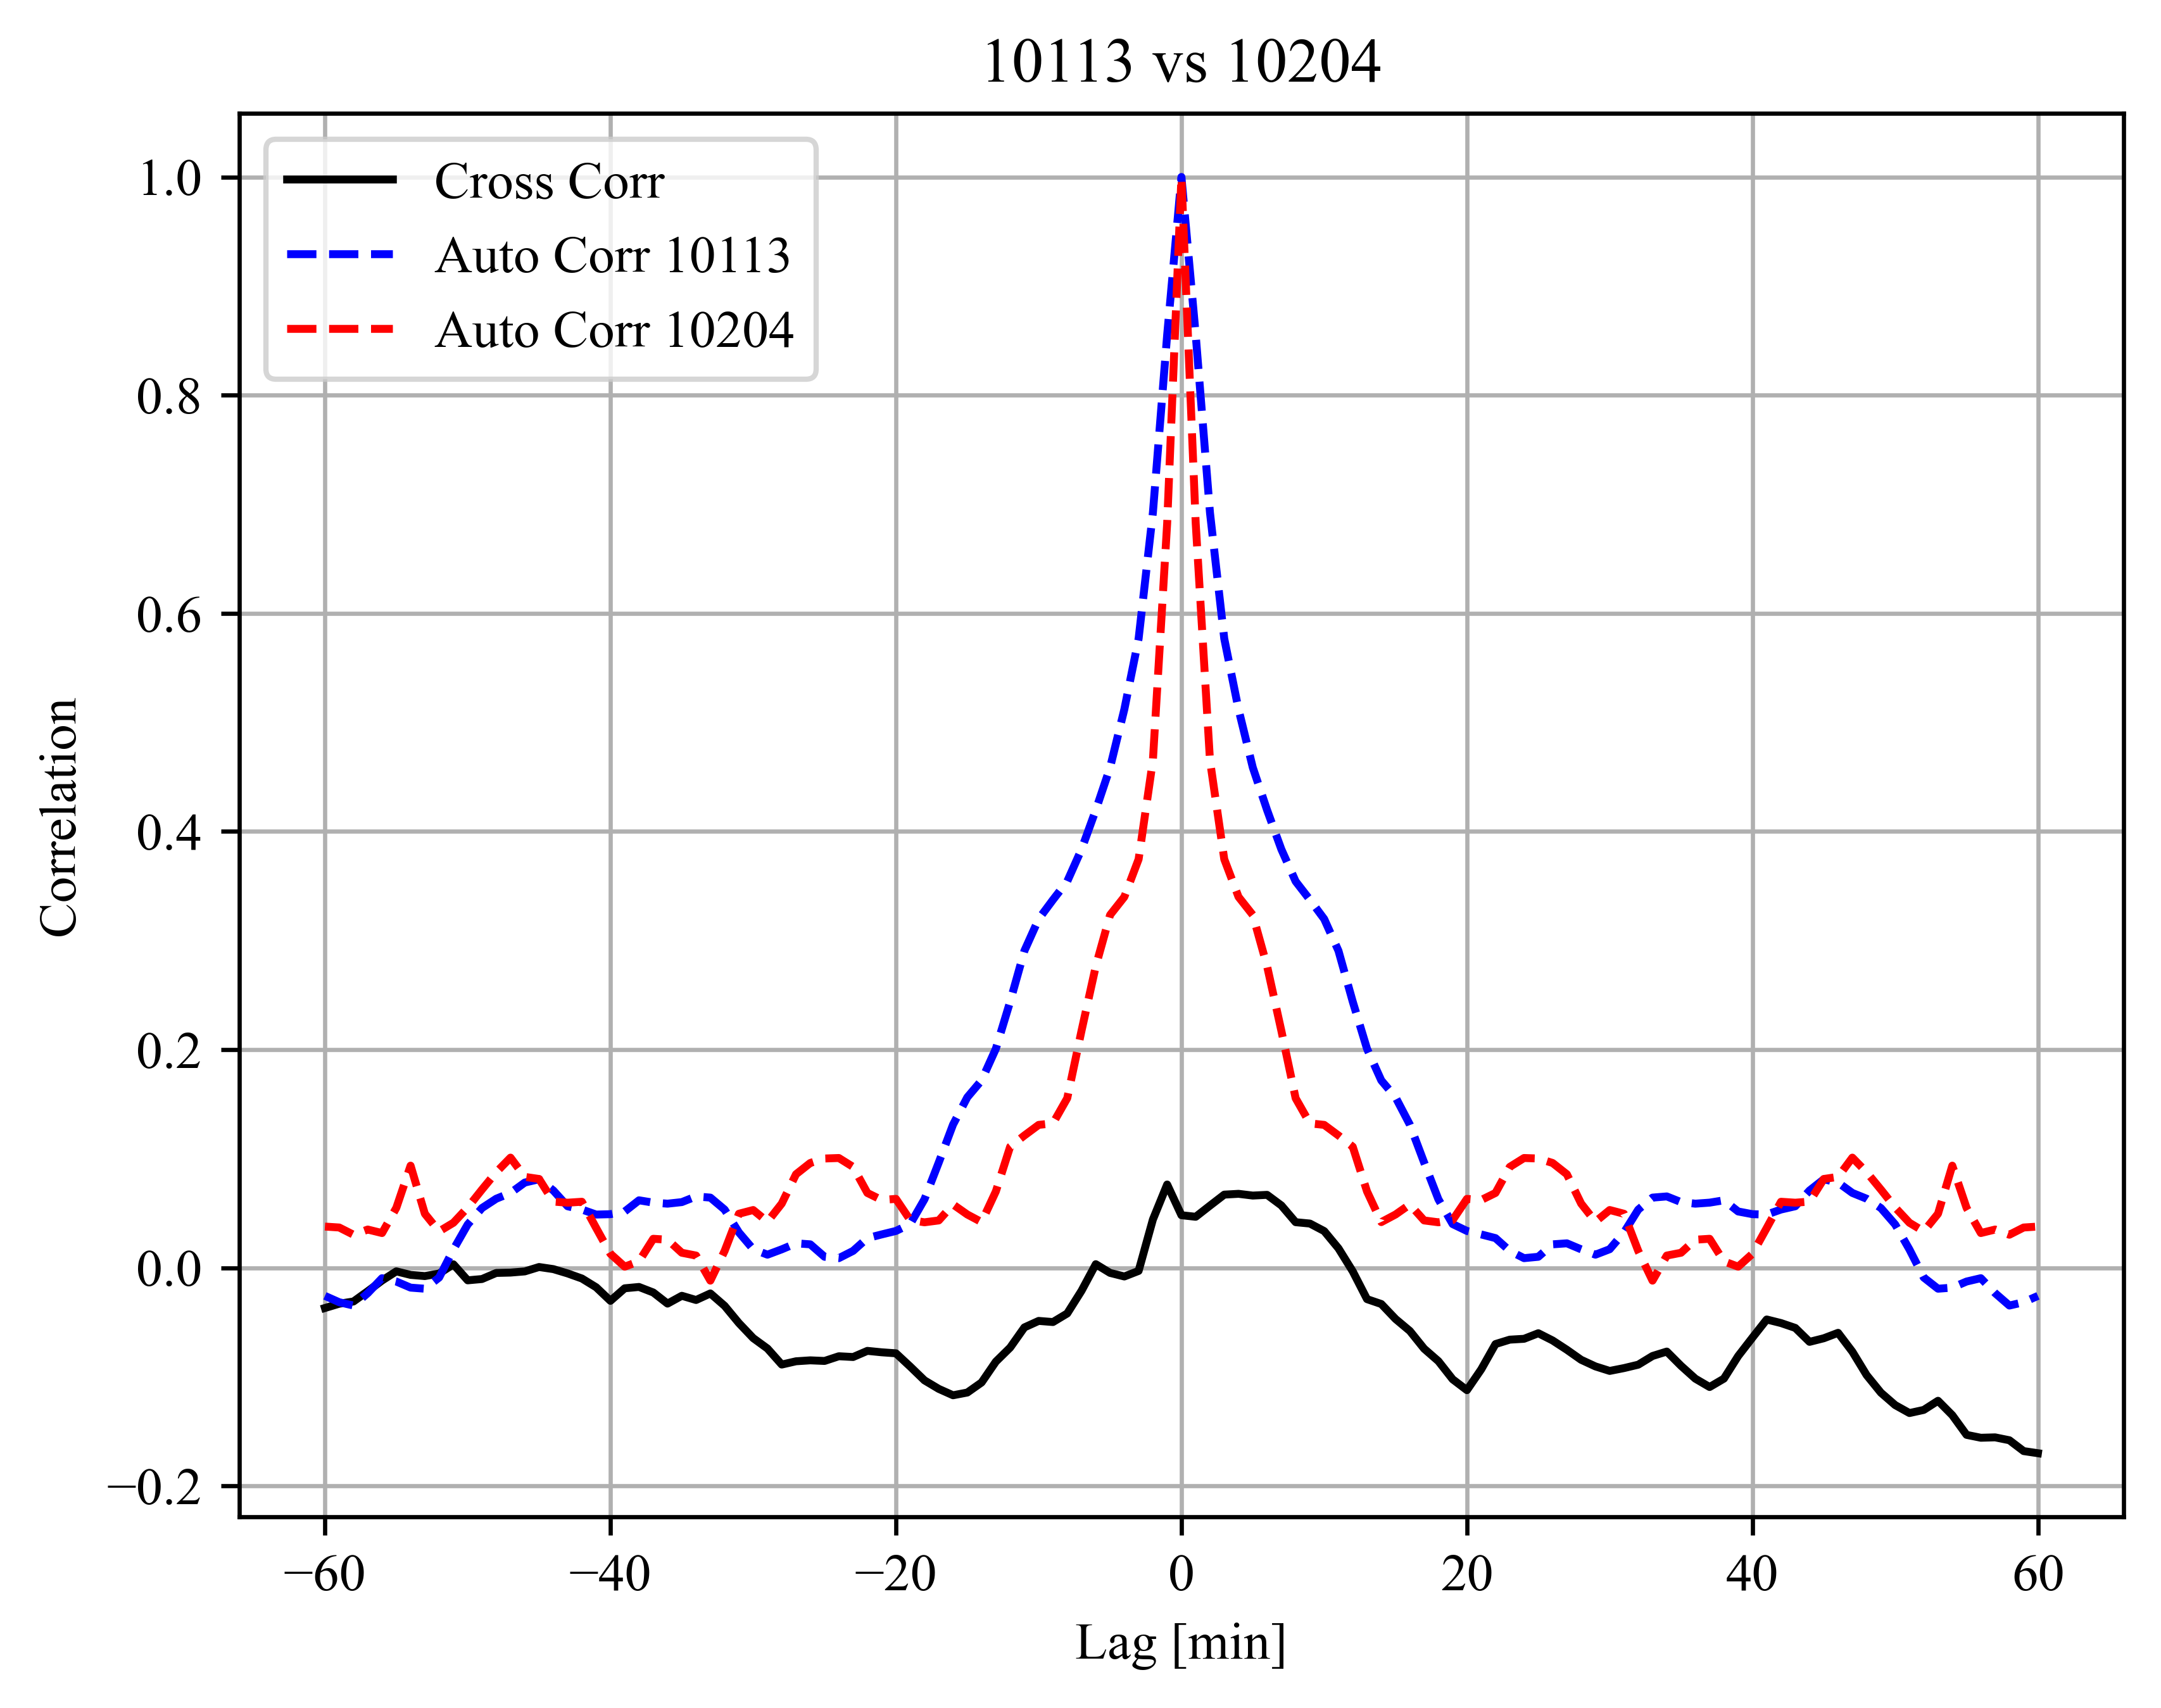 10113 vs 10204
Cross Corr
Auto Corr 10113
Auto Corr 10204
1.0
0.8
0.6
0.4
0.2
0.0
−0.2
Correlation
−60 −40 −20 0 20 40 60
Lag [min]